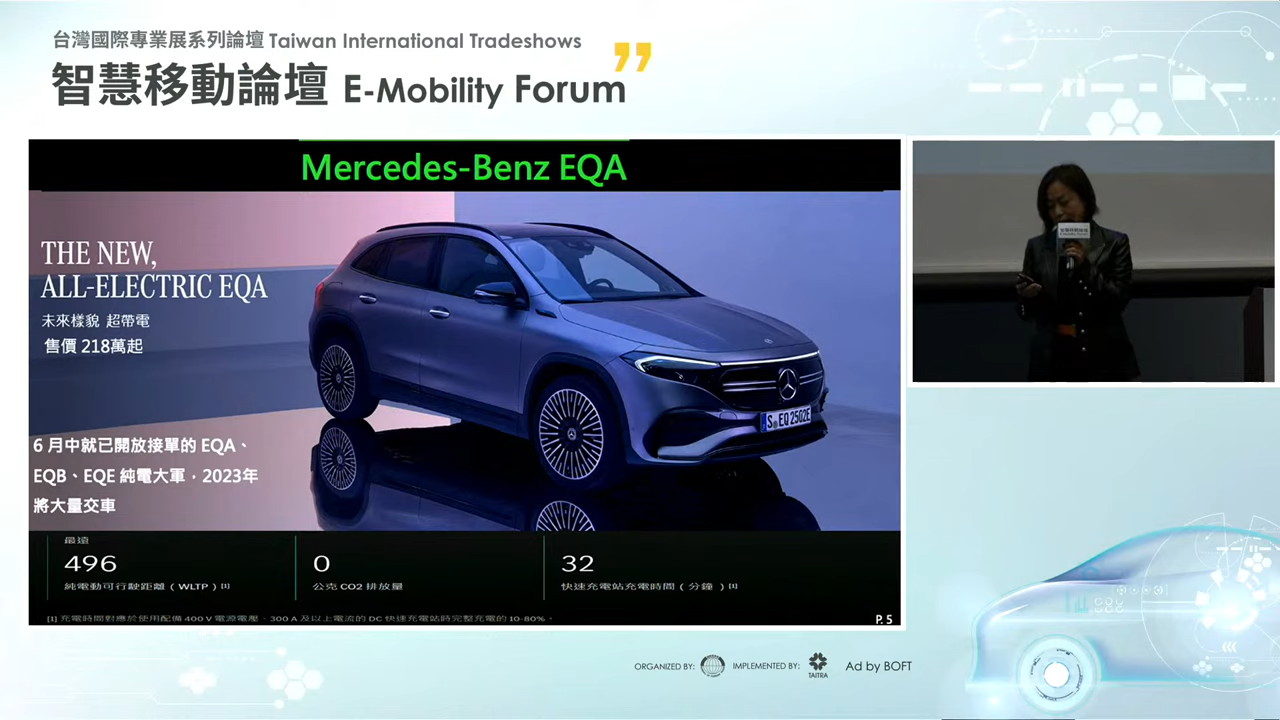 台灣國際專業展系列論壇 Taiwan International Tradeshows
智慧移動論壇 E-Mobility Forum
Mercedes-Benz EQA
THE NEW,
ALL-ELECTRIC EQA
未來樣貌 超帶電
售價 218萬起
S EQ 2502E
6 月中就已開放接單的 EQA、
EQB、EQE 純電大軍，2023年
將大量交車
最遠
496
純電動可行駛距離 ( WLTP ) [1]
0
公克 CO2 排放量
32
快速充電站充電時間 ( 分鐘 ) [1]
[1] 充電時間對應於使用配備 400 V 電源電壓、300 A 及以上電流的 DC 快速充電站時完整充電的 10-80%。
P. 5
智慧移動論壇
E-Mobility Forum
ORGANIZED BY:
IMPLEMENTED BY:
TAITRA
Ad by BOFT